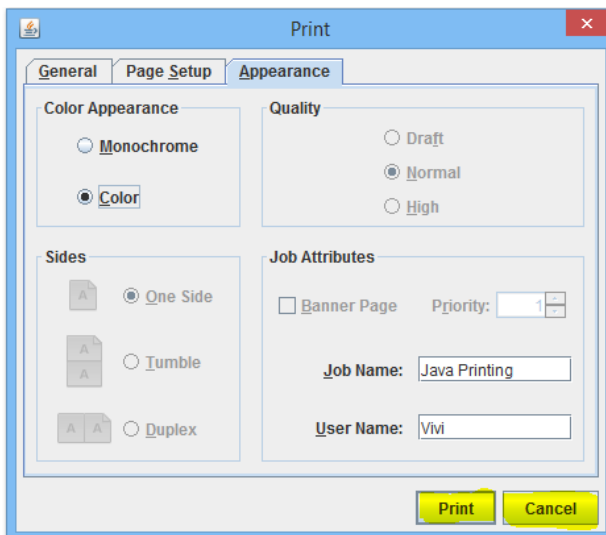 Print
General Page Setup Appearance
Color Appearance
Monochrome
Color
Quality
Draft
Normal
High
Sides
A
One Side
A
A
Tumble
A A
Duplex
Job Attributes
Banner Page Priority: 1
Job Name: Java Printing
User Name: Vivi
Print Cancel